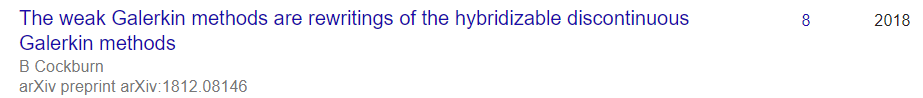 The weak Galerkin methods are rewritings of the hybridizable discontinuous 8 2018
Galerkin methods
B Cockburn
arXiv preprint arXiv:1812.08146